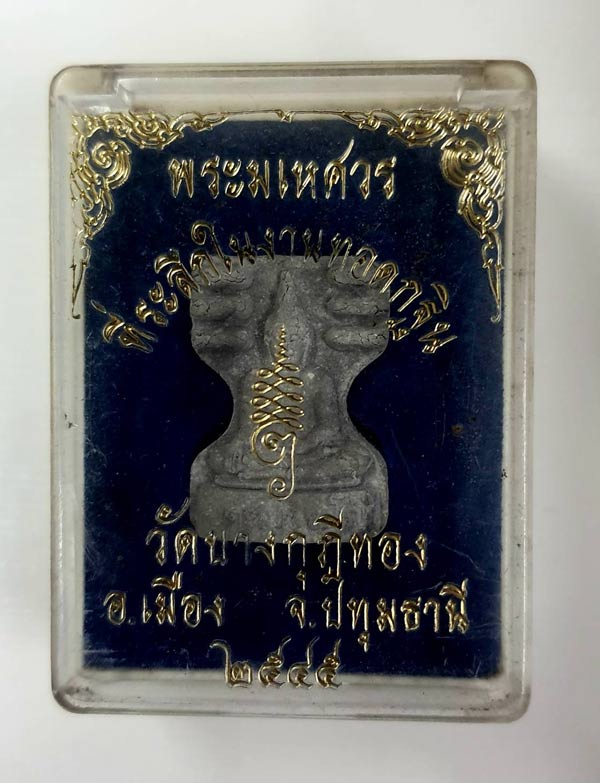 พระมเหศวร
ที่ระลึกในงานทอดกฐิน
วัดบางกุฎีทอง
อ.เมือง จ.ปทุมธานี
๒๕๔๕